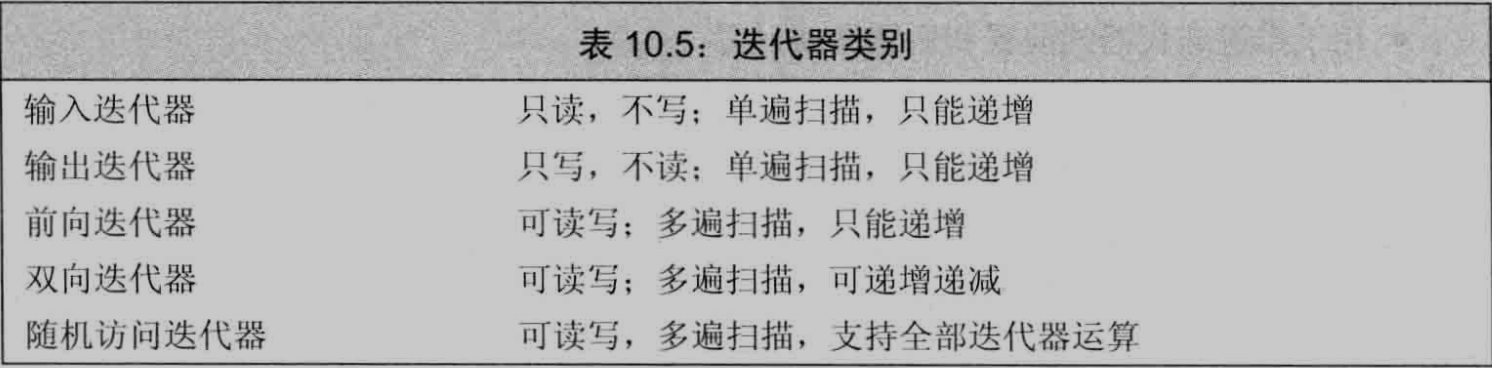 表 10.5：迭代器类别
输入迭代器 只读，不写；单遍扫描，只能递增
输出迭代器 只写，不读；单遍扫描，只能递增
前向迭代器 可读写；多遍扫描，只能递增
双向迭代器 可读写；多遍扫描，可递增递减
随机访问迭代器 可读写，多遍扫描，支持全部迭代器运算